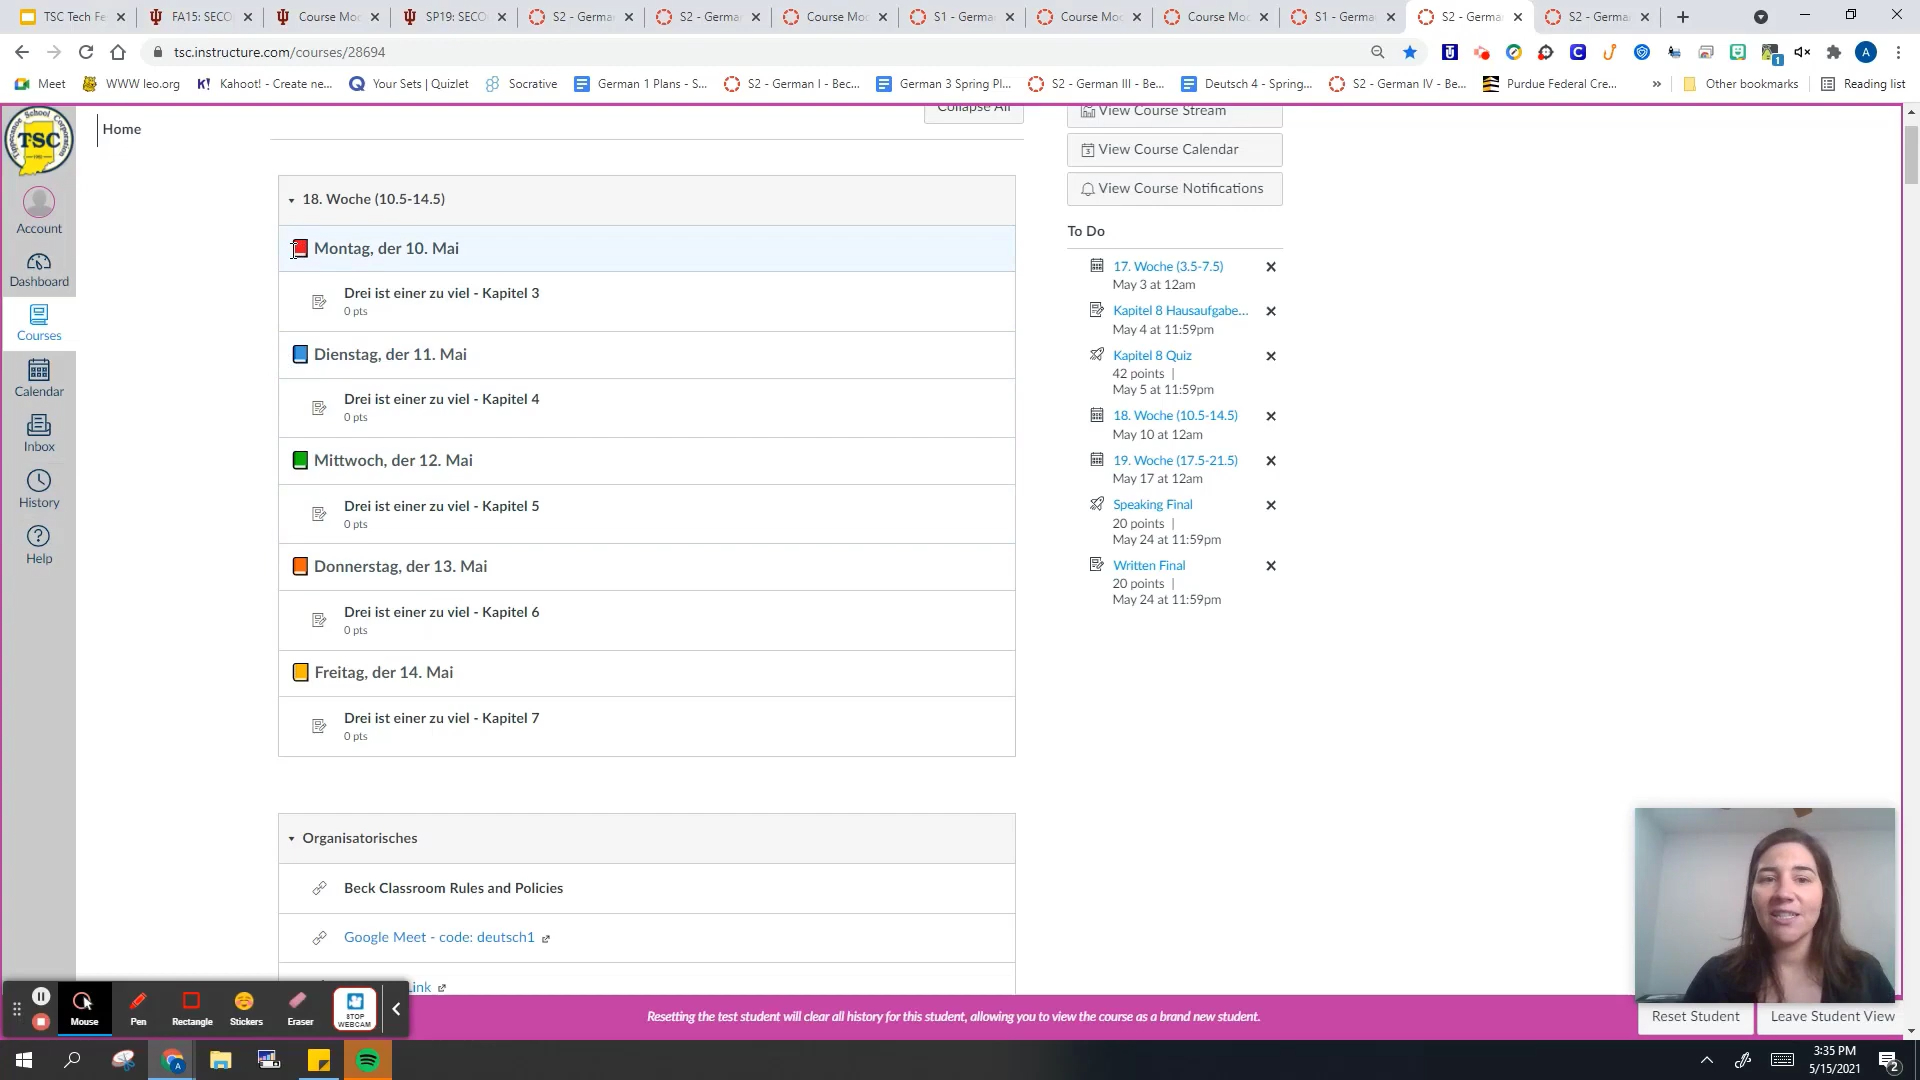 TSC Tech Fe
FA15: SECO
Course Mo
SP19: SECO
S2 - Germa
S2 - Germa
Course Mo
S1 - Germa
Course Mo
Course Mo
S1 - Germa
S2 - Germa
S2 - Germa
tsc.instructure.com/courses/28694
Meet
WWW leo.org
Kahoot! - Create ne...
Your Sets | Quizlet
Socrative
German 1 Plans - S...
S2 - German I - Bec...
German 3 Spring Pl...
S2 - German III - Be...
Deutsch 4 - Spring...
S2 - German IV - Be...
Purdue Federal Cre...
»
Other bookmarks
Reading list
TSC
Account
Dashboard
Courses
Calendar
Inbox
History
Help
Home
Collapse All
18. Woche (10.5-14.5)
Montag, der 10. Mai
Drei ist einer zu viel - Kapitel 3
0 pts
Dienstag, der 11. Mai
Drei ist einer zu viel - Kapitel 4
0 pts
Mittwoch, der 12. Mai
Drei ist einer zu viel - Kapitel 5
0 pts
Donnerstag, der 13. Mai
Drei ist einer zu viel - Kapitel 6
0 pts
Freitag, der 14. Mai
Drei ist einer zu viel - Kapitel 7
0 pts
Organisatorisches
Beck Classroom Rules and Policies
Google Meet - code: deutsch1
Link
View Course Stream
View Course Calendar
View Course Notifications
To Do
17. Woche (3.5-7.5)
May 3 at 12am
Kapitel 8 Hausaufgabe...
May 4 at 11:59pm
Kapitel 8 Quiz
42 points |
May 5 at 11:59pm
18. Woche (10.5-14.5)
May 10 at 12am
19. Woche (17.5-21.5)
May 17 at 12am
Speaking Final
20 points |
May 24 at 11:59pm
Written Final
20 points |
May 24 at 11:59pm
Mouse
Pen
Rectangle
Stickers
Eraser
STOP
WEBCAM
Resetting the test student will clear all history for this student, allowing you to view the course as a brand new student.
Reset Student
Leave Student View
3:35 PM
5/15/2021
2